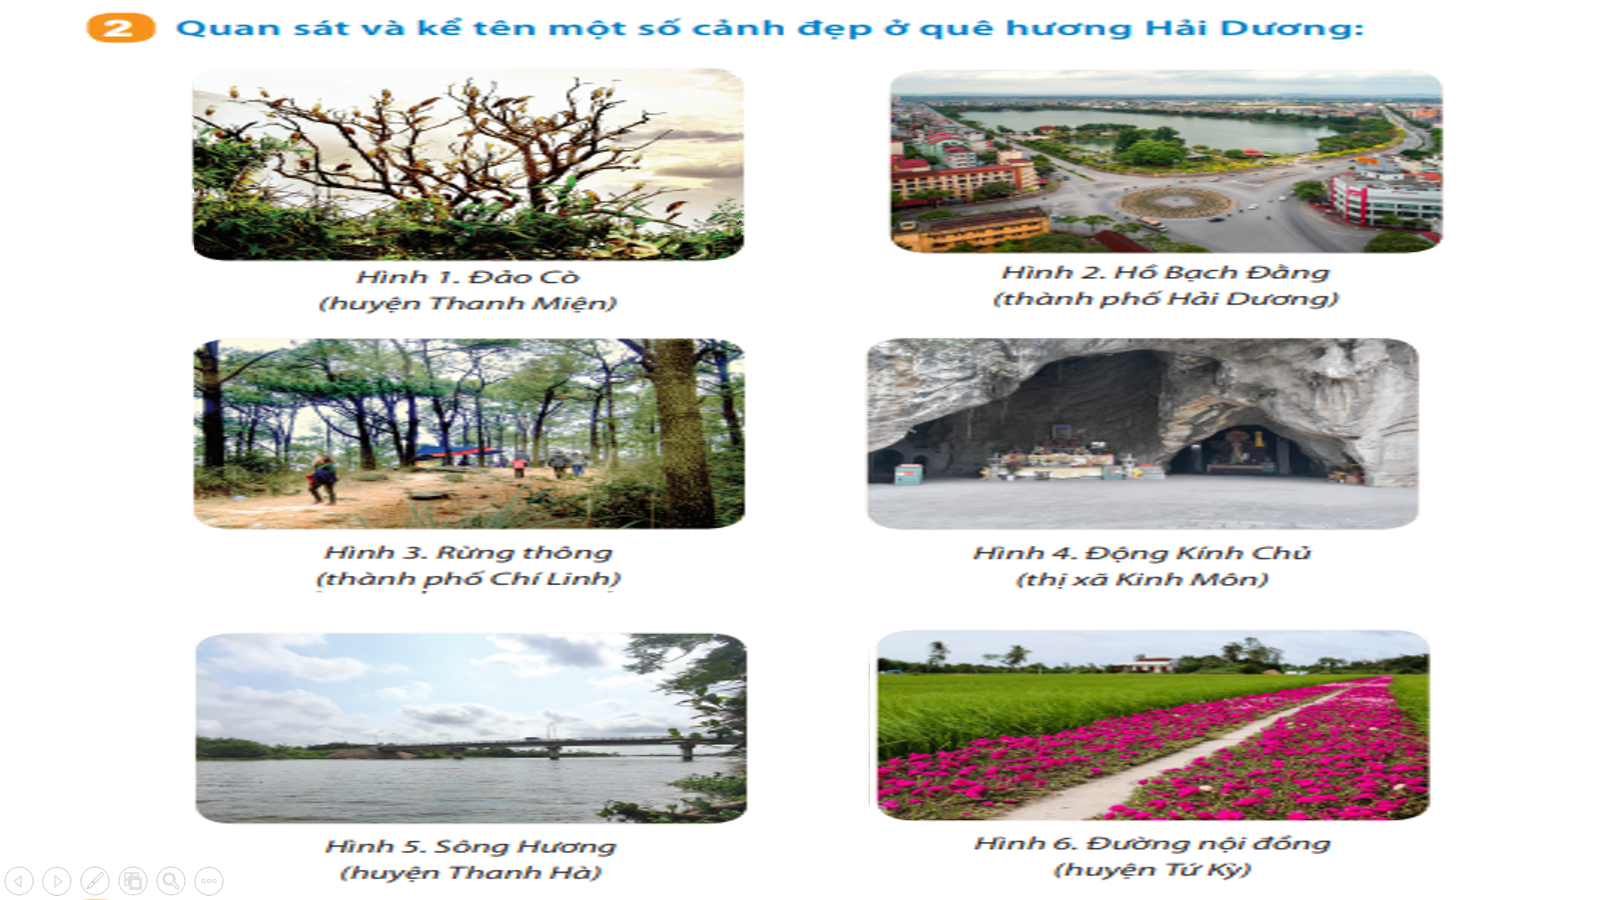 2 Quan sát và kể tên một số cảnh đẹp ở quê hương Hải Dương:
Hình 1. Đảo Cò
(huyện Thanh Miện)
Hình 2. Hồ Bạch Đằng
(thành phố Hải Dương)
Hình 3. Rừng thông
(thành phố Chí Linh)
Hình 4. Động Kính Chủ
(thị xã Kinh Môn)
Hình 5. Sông Hương
(huyện Thanh Hà)
Hình 6. Đường nội đồng
(huyện Tứ Kỳ)